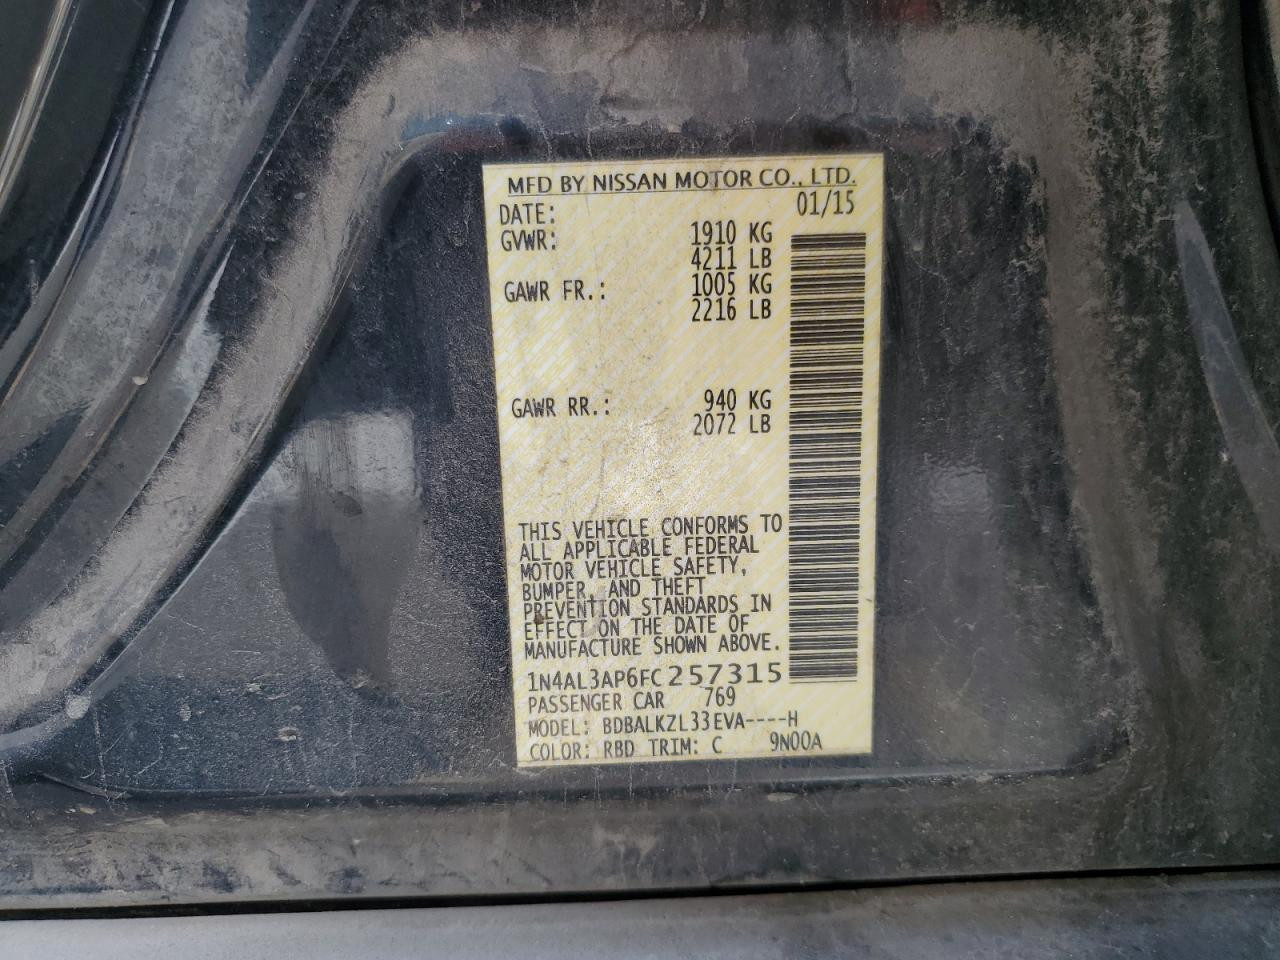 MFD BY NISSAN MOTOR CO., LTD.
DATE: 01/15
GVWR: 1910 KG
4211 LB
GAWR FR.: 1005 KG
2216 LB
GAWR RR.: 940 KG
2072 LB
THIS VEHICLE CONFORMS TO
ALL APPLICABLE FEDERAL
MOTOR VEHICLE SAFETY,
BUMPER, AND THEFT
PREVENTION STANDARDS IN
EFFECT ON THE DATE OF
MANUFACTURE SHOWN ABOVE.
1N4AL3AP6FC257315
PASSENGER CAR 769
MODEL: BDBALKZL33EVA----H
COLOR: RBD TRIM: C 9N00A